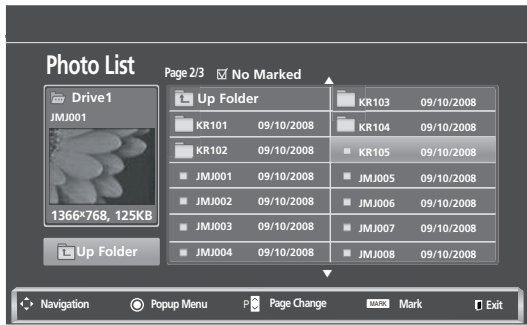 Photo List
Page 2/3 No Marked
Drive1
JMJ001
1366×768, 125KB
Up Folder
Up Folder
KR101 09/10/2008
KR102 09/10/2008
JMJ001 09/10/2008
JMJ002 09/10/2008
JMJ003 09/10/2008
JMJ004 09/10/2008
KR103 09/10/2008
KR104 09/10/2008
KR105 09/10/2008
JMJ005 09/10/2008
JMJ006 09/10/2008
JMJ007 09/10/2008
JMJ008 09/10/2008
Navigation Popup Menu P Page Change MARK Mark Exit